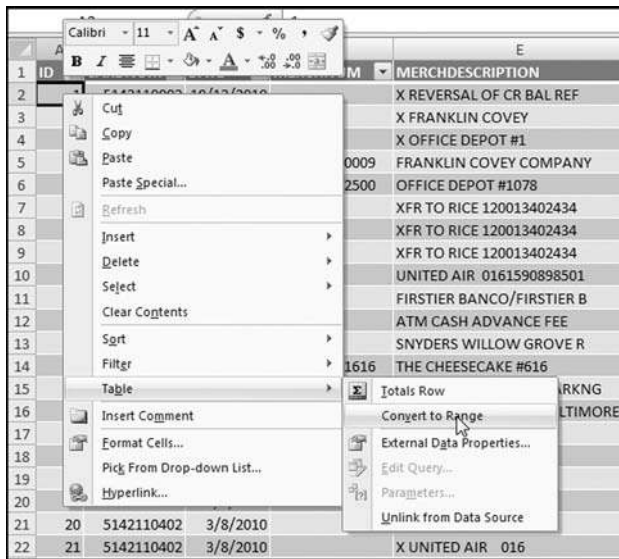 Calibri 11 A A $ % ,
B I A .00 .00
A E
1 ID M MERCHDESCRIPTION
2 X REVERSAL OF CR BAL REF
Cut
3 X FRANKLIN COVEY
Copy
4 X OFFICE DEPOT #1
Paste
5 0009 FRANKLIN COVEY COMPANY
Paste Special...
6 2500 OFFICE DEPOT #1078
Refresh
7 XFR TO RICE 120013402434
Insert
8 XFR TO RICE 120013402434
Delete
9 XFR TO RICE 120013402434
Select
10 UNITED AIR 0161590898501
Clear Contents
11 FIRSTIER BANCO/FIRSTIER B
12 ATM CASH ADVANCE FEE
Sort
13 SNYDERS WILLOW GROVE R
Filter
14 1616 THE CHEESECAKE #616
Table
15 Totals Row ARKNG
Insert Comment
16 Convert to Range LTIMORE
Format Cells...
17 External Data Properties...
Pick From Drop-down List...
18 Edit Query...
Hyperlink...
19 Parameters...
20 Unlink from Data Source
21 20 5142110402 3/8/2010
22 21 5142110402 3/8/2010 X UNITED AIR 016